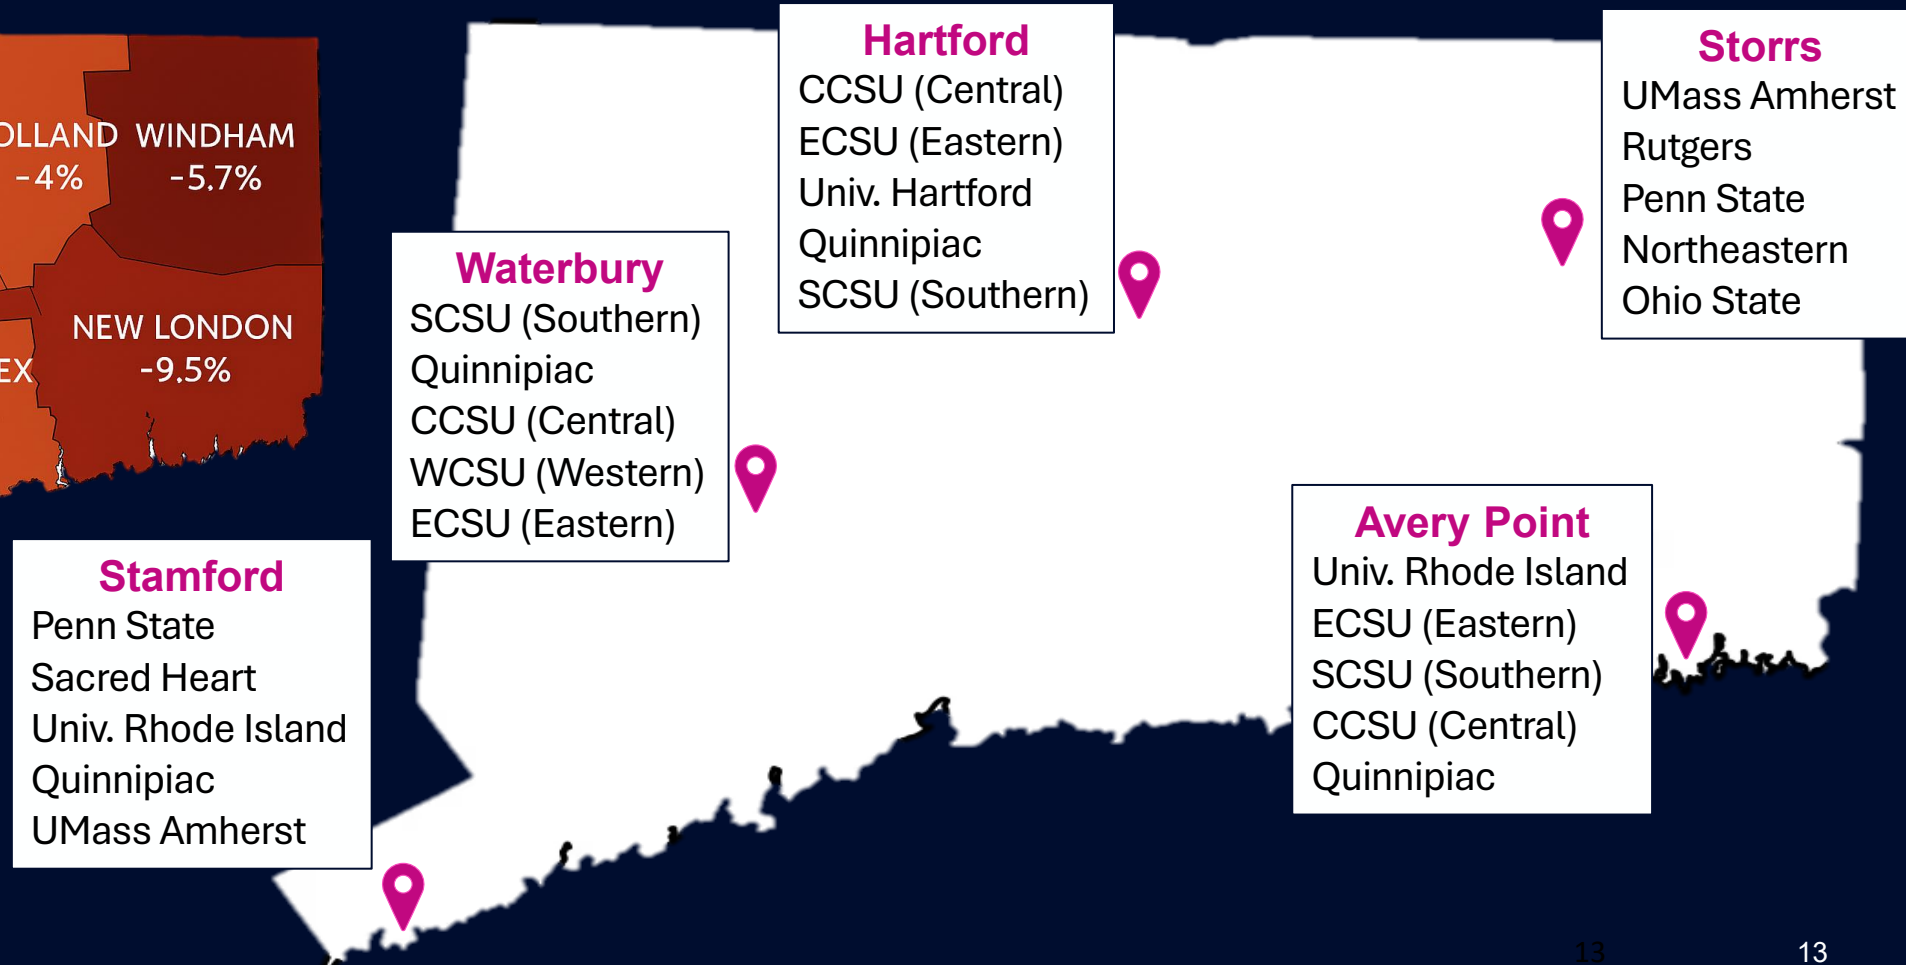 OLLAND
-4%
WINDHAM
-5.7%
NEW LONDON
-9.5%
EX
Hartford
CCSU (Central)
ECSU (Eastern)
Univ. Hartford
Quinnipiac
SCSU (Southern)
Storrs
UMass Amherst
Rutgers
Penn State
Northeastern
Ohio State
Waterbury
SCSU (Southern)
Quinnipiac
CCSU (Central)
WCSU (Western)
ECSU (Eastern)
Stamford
Penn State
Sacred Heart
Univ. Rhode Island
Quinnipiac
UMass Amherst
Avery Point
Univ. Rhode Island
ECSU (Eastern)
SCSU (Southern)
CCSU (Central)
Quinnipiac
13
13